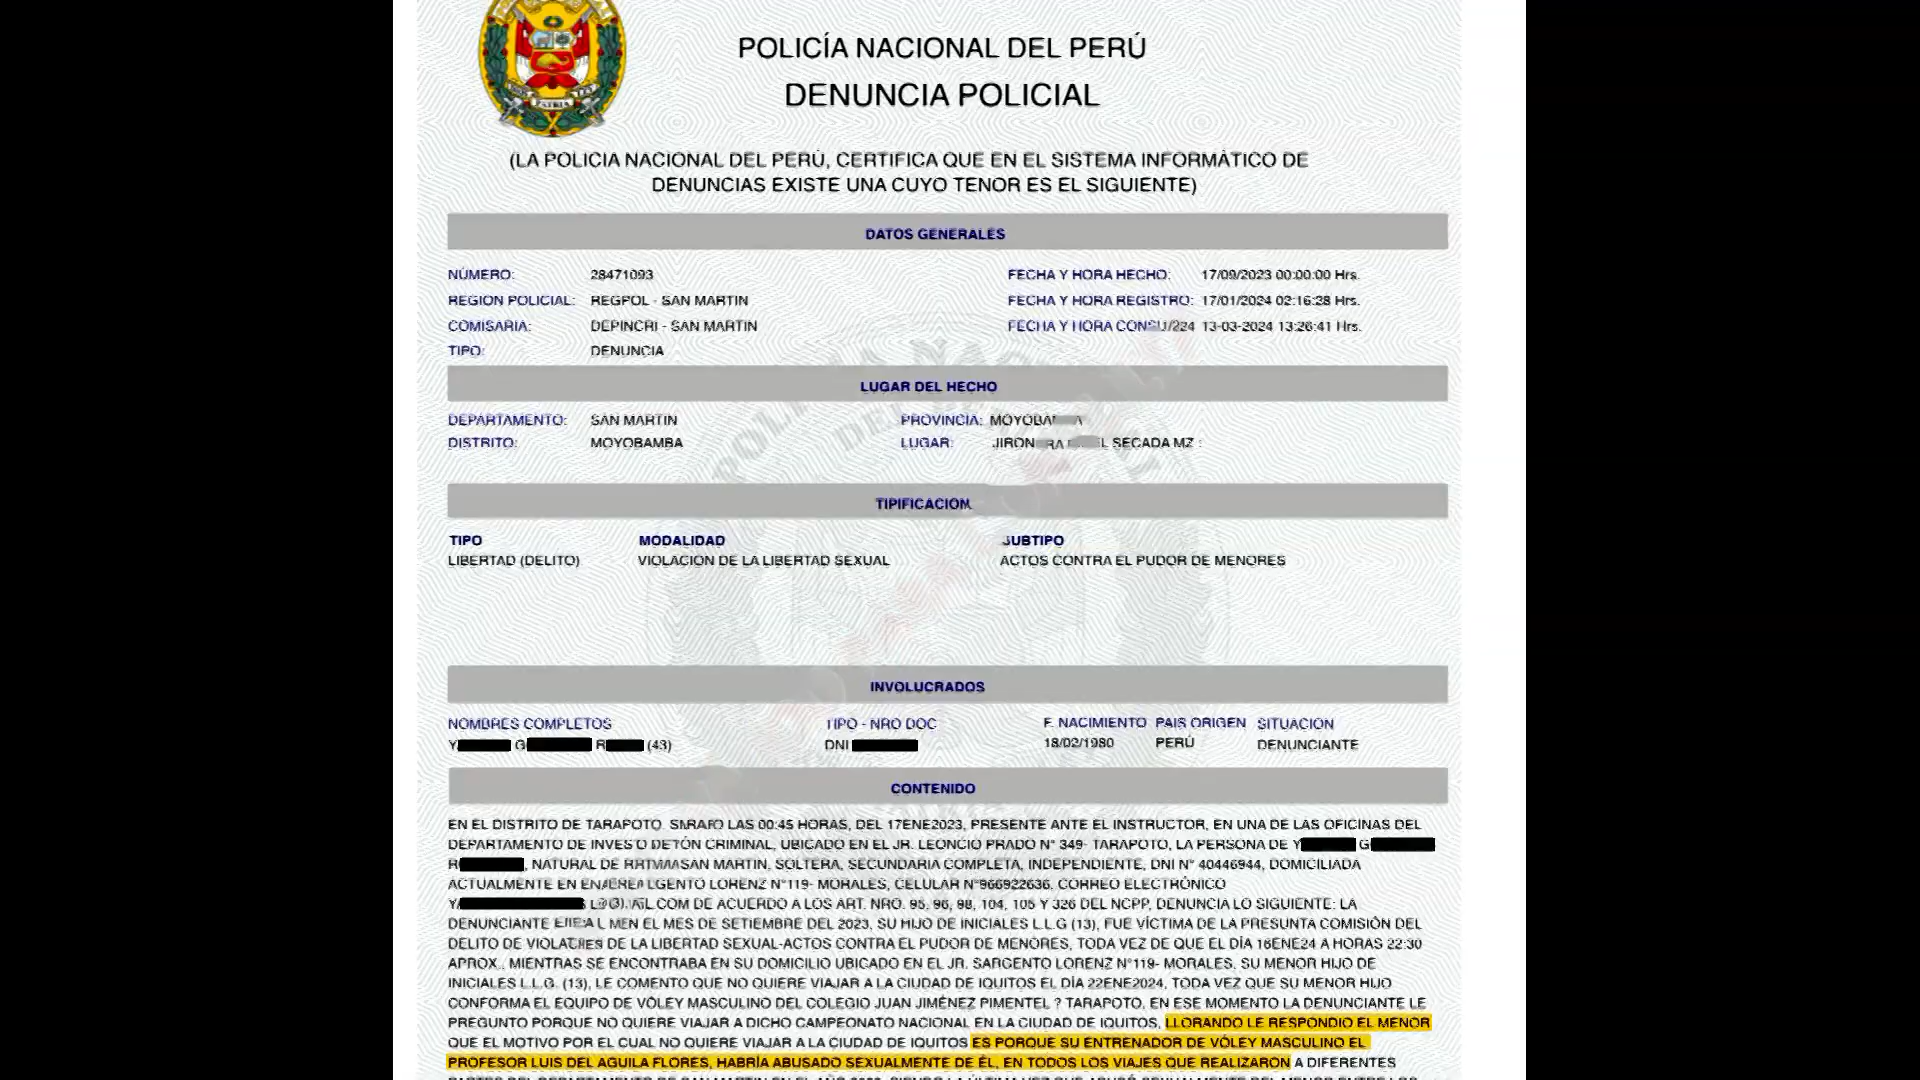 POLICÍA NACIONAL DEL PERÚ
DENUNCIA POLICIAL
(LA POLICIA NACIONAL DEL PERÚ, CERTIFICA QUE EN EL SISTEMA INFORMÁTICO DE
DENUNCIAS EXISTE UNA CUYO TENOR ES EL SIGUIENTE)
DATOS GENERALES
NÚMERO: 28471093 FECHA Y HORA HECHO: 17/09/2023 00:00:00 Hrs.
REGION POLICIAL: REGPOL - SAN MARTIN FECHA Y HORA REGISTRO: 17/01/2024 02:16:28 Hrs.
COMISARIA: DEPINCRI - SAN MARTIN FECHA Y HORA 13-03-2024 13:26:41 Hrs.
TIPO: DENUNCIA
LUGAR DEL HECHO
DEPARTAMENTO: SAN MARTIN PROVINCIA:
DISTRITO: MOYOBAMBA LUGAR: JIRON SECADA MZ :
TIPIFICACION
TIPO MODALIDAD SUBTIPO
LIBERTAD (DELITO) VIOLACION DE LA LIBERTAD SEXUAL ACTOS CONTRA EL PUDOR DE MENORES
INVOLUCRADOS
NOMBRES COMPLETOS TIPO - NRO DOC F. NACIMIENTO PAIS ORIGEN SITUACION
Y G R (43) DNI 18/02/1980 PERÚ DENUNCIANTE
CONTENIDO
EN EL DISTRITO DE TARAPOTO LAS 00:45 HORAS, DEL 17ENE2023, PRESENTE ANTE EL INSTRUCTOR, EN UNA DE LAS OFICINAS DEL
DEPARTAMENTO DE CRIMINAL, UBICADO EN EL JR. LEONCIO PRADO N° 349- TARAPOTO, LA PERSONA DE Y G
R , NATURAL DE SAN MARTIN, SOLTERA, SECUNDARIA COMPLETA, INDEPENDIENTE, DNI N° 40446944, DOMICILIADA
ACTUALMENTE EN LORENZ N°119- MORALES, CELULAR N°966922636, CORREO ELECTRÓNICO
Y DE ACUERDO A LOS ART. NRO. 95, 96, 98, 104, 105 Y 326 DEL NCPP, DENUNCIA LO SIGUIENTE: LA
DENUNCIANTE EL MES DE SETIEMBRE DEL 2023, SU HIJO DE INICIALES L.L.G (13), FUE VÍCTIMA DE LA PRESUNTA COMISIÓN DEL
DELITO DE DE LA LIBERTAD SEXUAL-ACTOS CONTRA EL PUDOR DE MENORES, TODA VEZ DE QUE EL DÍA 16ENE24 A HORAS 22:30
APROX., MIENTRAS SE ENCONTRABA EN SU DOMICILIO UBICADO EN EL JR. SARGENTO LORENZ N°119- MORALES, SU MENOR HIJO DE
INICIALES L.L.G. (13), LE COMENTO QUE NO QUIERE VIAJAR A LA CIUDAD DE IQUITOS EL DÍA 22ENE2024, TODA VEZ QUE SU MENOR HIJO
CONFORMA EL EQUIPO DE VÓLEY MASCULINO DEL COLEGIO JUAN JIMÉNEZ PIMENTEL ? TARAPOTO, EN ESE MOMENTO LA DENUNCIANTE LE
PREGUNTO PORQUE NO QUIERE VIAJAR A DICHO CAMPEONATO NACIONAL EN LA CIUDAD DE IQUITOS, LLORANDO LE RESPONDIO EL MENOR
QUE EL MOTIVO POR EL CUAL NO QUIERE VIAJAR A LA CIUDAD DE IQUITOS ES PORQUE SU ENTRENADOR DE VÓLEY MASCULINO EL
PROFESOR LUIS DEL AGUILA FLORES, HABRÍA ABUSADO SEXUALMENTE DE ÉL, EN TODOS LOS VIAJES QUE REALIZARON A DIFERENTES